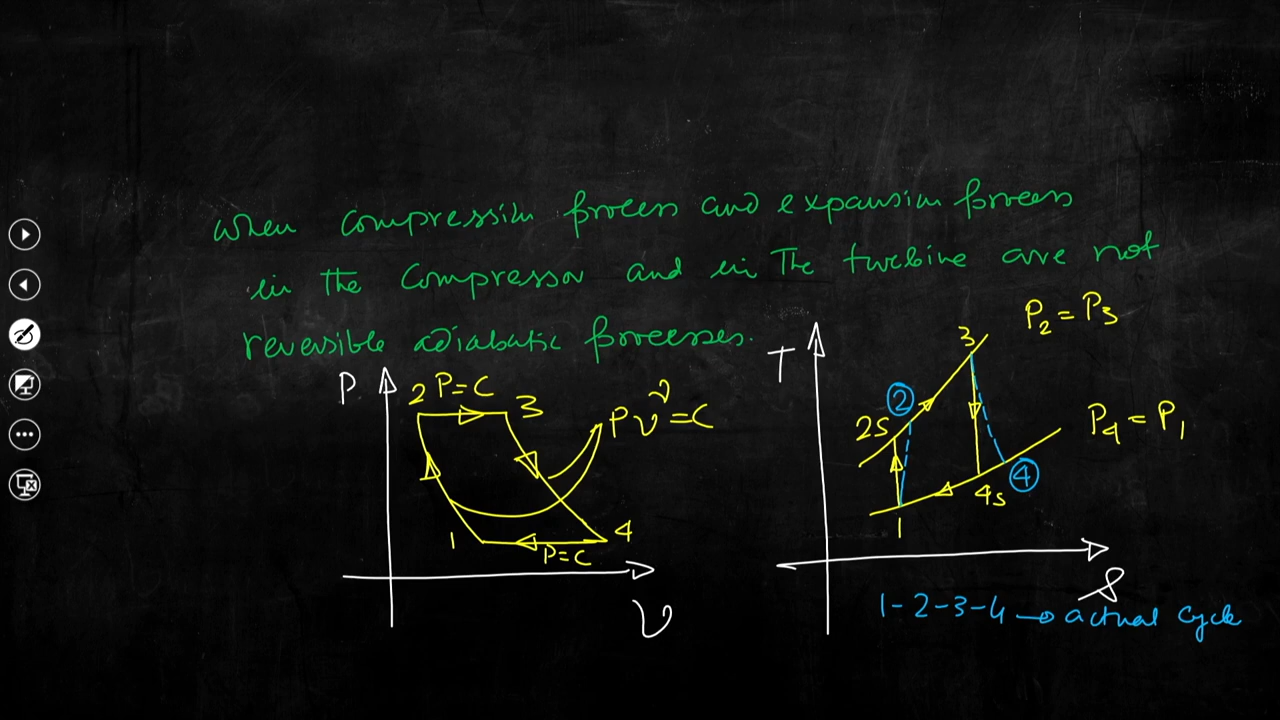 when compression process and expansion process
in the compressor and in The turbine are not
reversible adiabatic processes.
P
2 P=C 3
Pν^γ=C
1 P=C 4
ν
T
3 P₂=P₃
2
2s
P₄=P₁
4s 4
1
S
1-2-3-4 → actual cycle